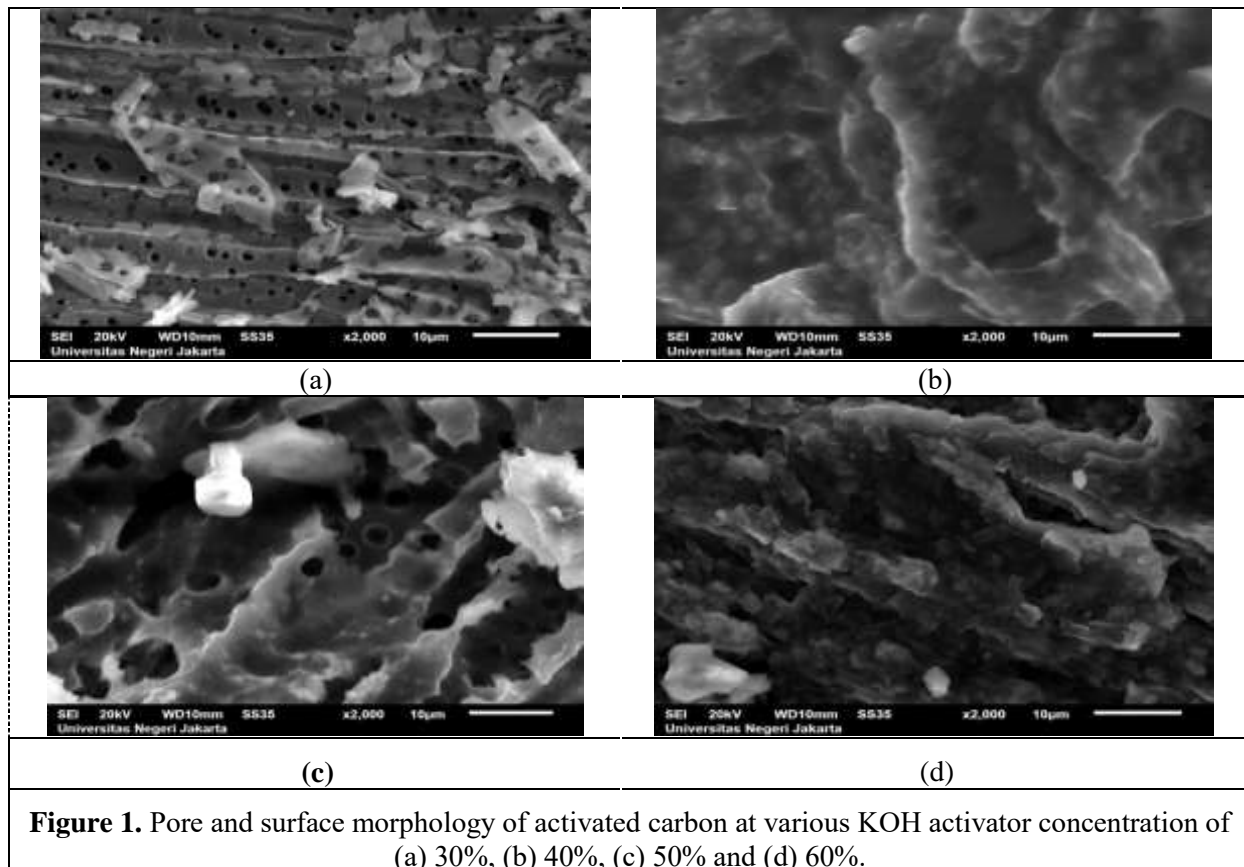 SEI 20kV WD10mm SS35 x2,000 10µm
Universitas Negeri Jakarta
SEI 20kV WD10mm SS35 x2,000 10µm
Universitas Negeri Jakarta
(a)
(b)
SEI 20kV WD10mm SS35 x2,000 10µm
Universitas Negeri Jakarta
SEI 20kV WD10mm SS35 x2,000 10µm
Universitas Negeri Jakarta
(c)
(d)
Figure 1. Pore and surface morphology of activated carbon at various KOH activator concentration of
(a) 30%, (b) 40%, (c) 50% and (d) 60%.